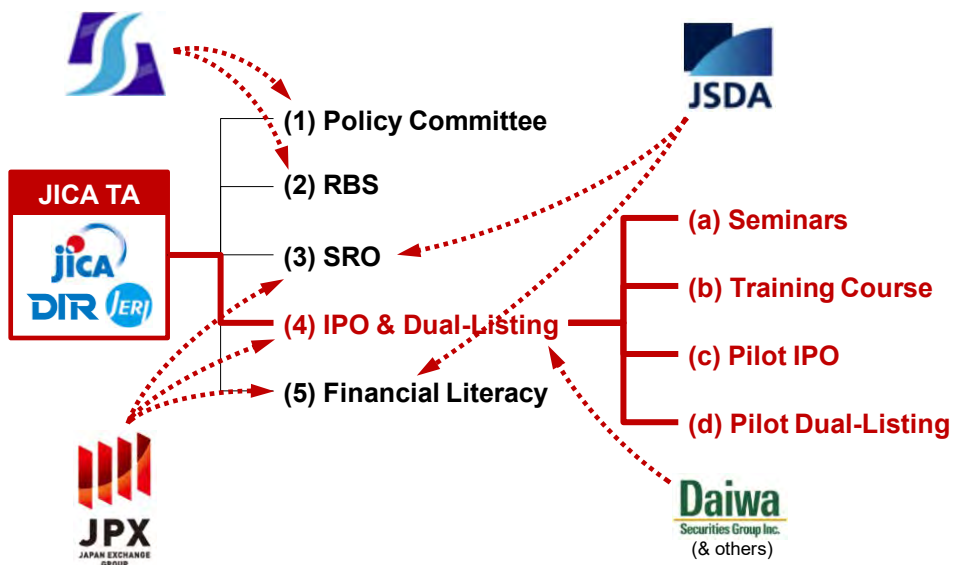 JSDA
(1) Policy Committee
JICA TA
(2) RBS
jicA
DIR JERI
(3) SRO
(4) IPO & Dual-Listing
(5) Financial Literacy
(a) Seminars
(b) Training Course
(c) Pilot IPO
(d) Pilot Dual-Listing
JPX
JAPAN EXCHANGE
GROUP
Daiwa
Securities Group Inc.
(& others)